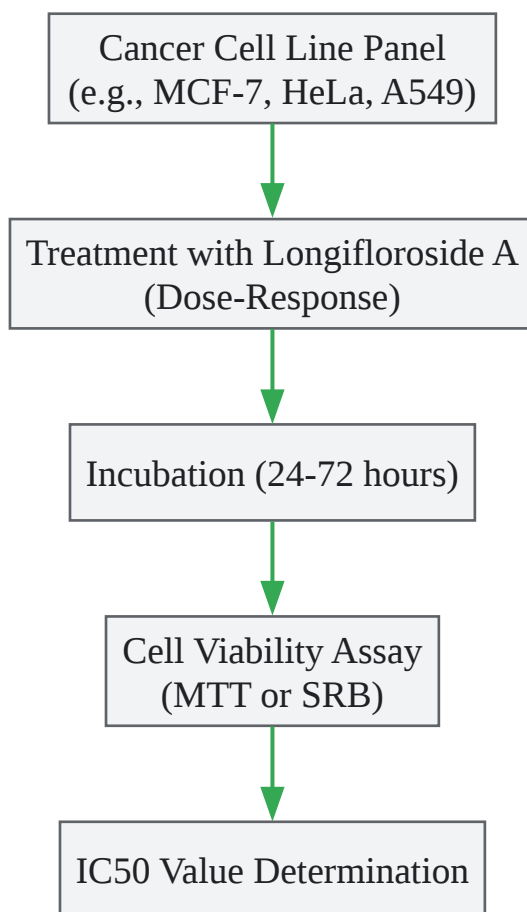 Cancer Cell Line Panel
(e.g., MCF-7, HeLa, A549)
Treatment with Longifloroside A
(Dose-Response)
Incubation (24-72 hours)
Cell Viability Assay
(MTT or SRB)
IC50 Value Determination